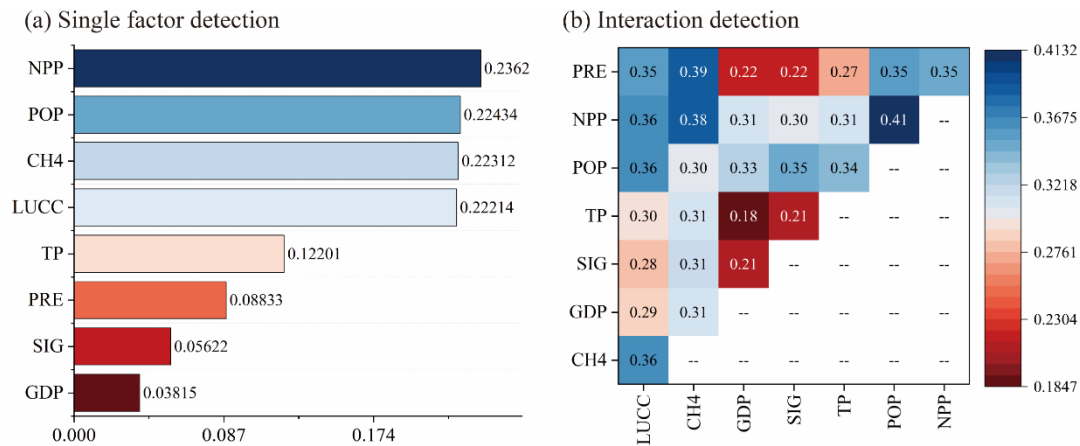 (a) Single factor detection
NPP 0.2362
POP 0.22434
CH4 0.22312
LUCC 0.22214
TP 0.12201
PRE 0.08833
SIG 0.05622
GDP 0.03815
0.000 0.087 0.174
(b) Interaction detection
PRE 0.35 0.39 0.22 0.22 0.27 0.35 0.35
NPP 0.36 0.38 0.31 0.30 0.31 0.41 --
POP 0.36 0.30 0.33 0.35 0.34 -- --
TP 0.30 0.31 0.18 0.21 -- -- --
SIG 0.28 0.31 0.21 -- -- -- --
GDP 0.29 0.31 -- -- -- -- --
CH4 0.36 -- -- -- -- -- --
LUCC CH4 GDP SIG TP POP NPP
0.4132
0.3675
0.3218
0.2761
0.2304
0.1847